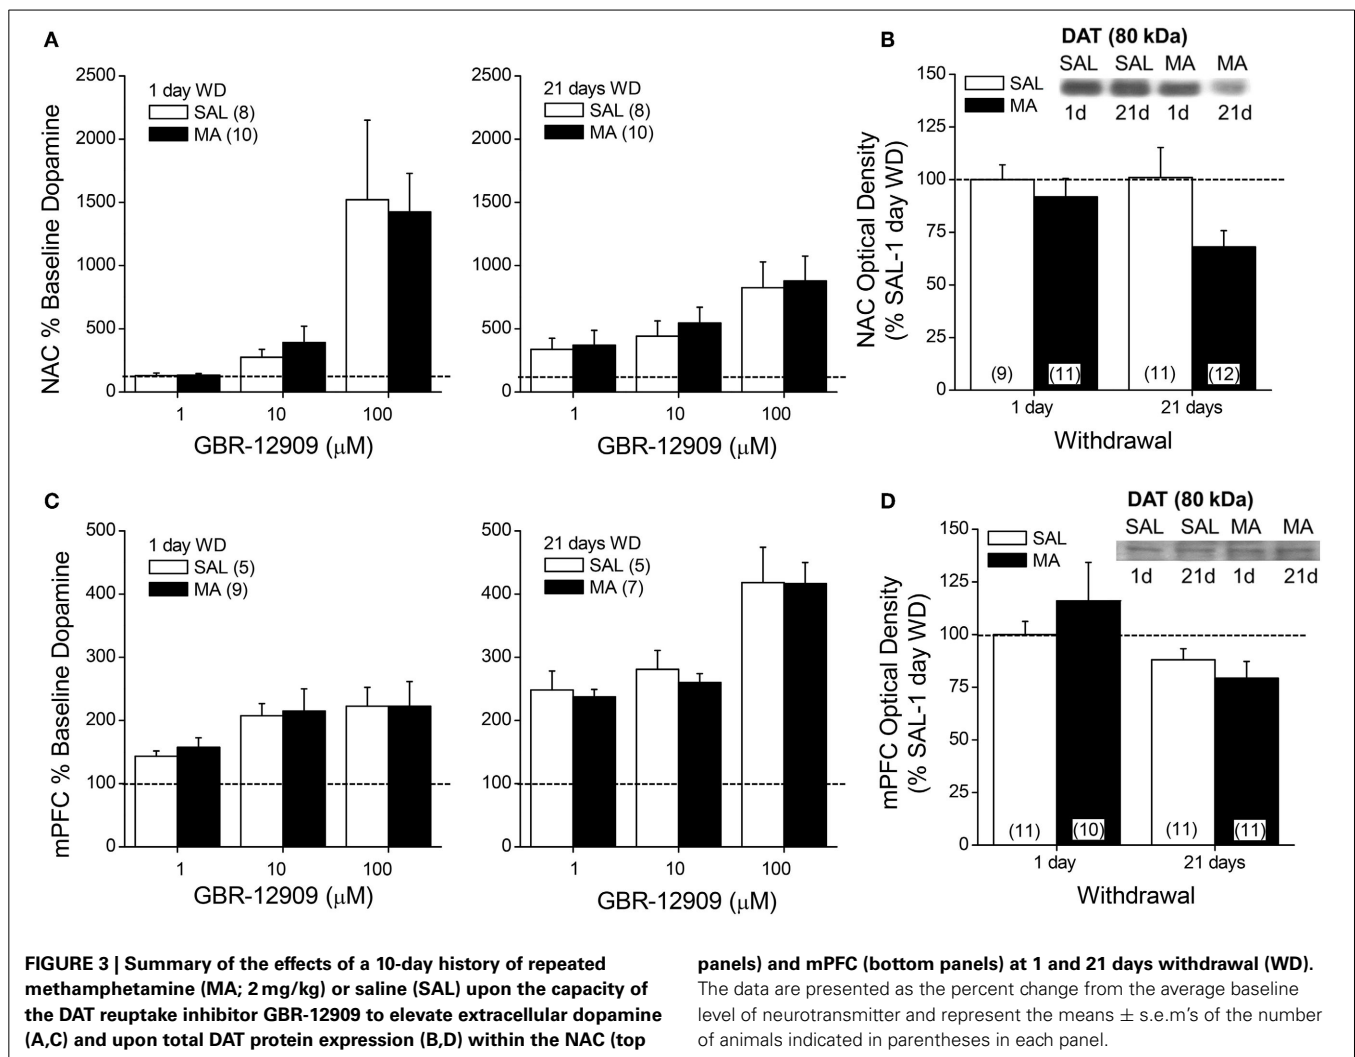 A
2500
2000
1500
1000
500
0
NAC % Baseline Dopamine
1 day WD
SAL (8)
MA (10)
1 10 100
GBR-12909 (μM)
2500
2000
1500
1000
500
0
21 days WD
SAL (8)
MA (10)
1 10 100
GBR-12909 (μM)
B
DAT (80 kDa)
SAL SAL MA MA
1d 21d 1d 21d
SAL
MA
150
125
100
75
50
25
0
NAC Optical Density
(% SAL-1 day WD)
(9) (11) (11) (12)
1 day 21 days
Withdrawal
C
500
400
300
200
100
0
mPFC % Baseline Dopamine
1 day WD
SAL (5)
MA (9)
1 10 100
GBR-12909 (μM)
500
400
300
200
100
0
21 days WD
SAL (5)
MA (7)
1 10 100
GBR-12909 (μM)
D
DAT (80 kDa)
SAL SAL MA MA
1d 21d 1d 21d
SAL
MA
150
125
100
75
50
25
0
mPFC Optical Density
(% SAL-1 day WD)
(11) (10) (11) (11)
1 day 21 days
Withdrawal
FIGURE 3 | Summary of the effects of a 10-day history of repeated
methamphetamine (MA; 2 mg/kg) or saline (SAL) upon the capacity of
the DAT reuptake inhibitor GBR-12909 to elevate extracellular dopamine
(A,C) and upon total DAT protein expression (B,D) within the NAC (top
panels) and mPFC (bottom panels) at 1 and 21 days withdrawal (WD).
The data are presented as the percent change from the average baseline
level of neurotransmitter and represent the means ± s.e.m's of the number
of animals indicated in parentheses in each panel.